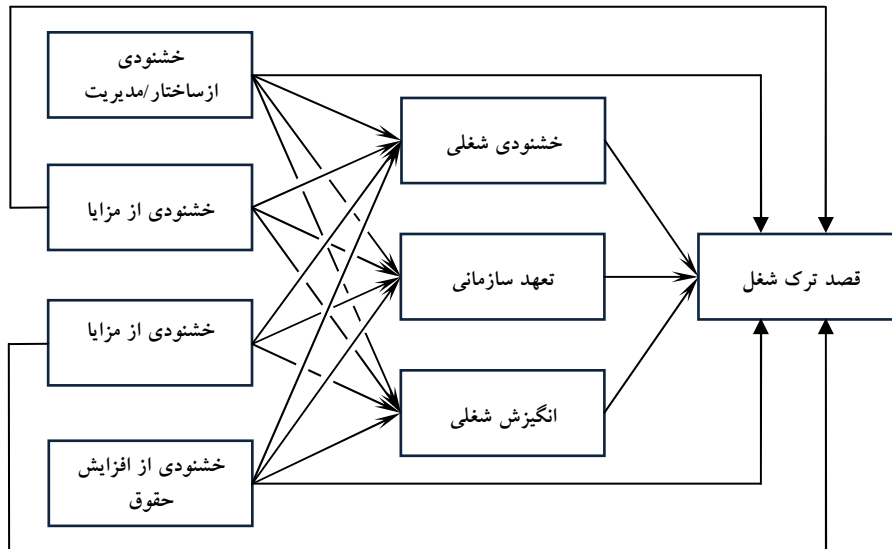 خشنودی
ازساختار/مدیریت
خشنودی از مزایا
خشنودی از مزایا
خشنودی از افزایش
حقوق
خشنودی شغلی
تعهد سازمانی
انگیزش شغلی
قصد ترک شغل